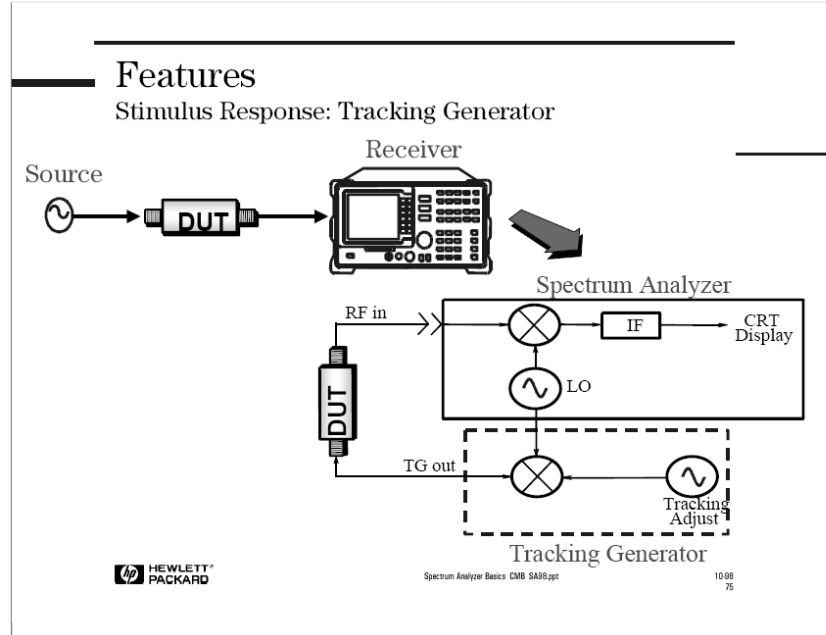 Features
Stimulus Response: Tracking Generator
Receiver
Source
DUT
Spectrum Analyzer
RF in
IF
CRT
Display
DUT
LO
TG out
Tracking
Adjust
Tracking Generator
hp HEWLETT®
PACKARD
Spectrum Analyzer Basics CMB SA98.ppt
10-98
75